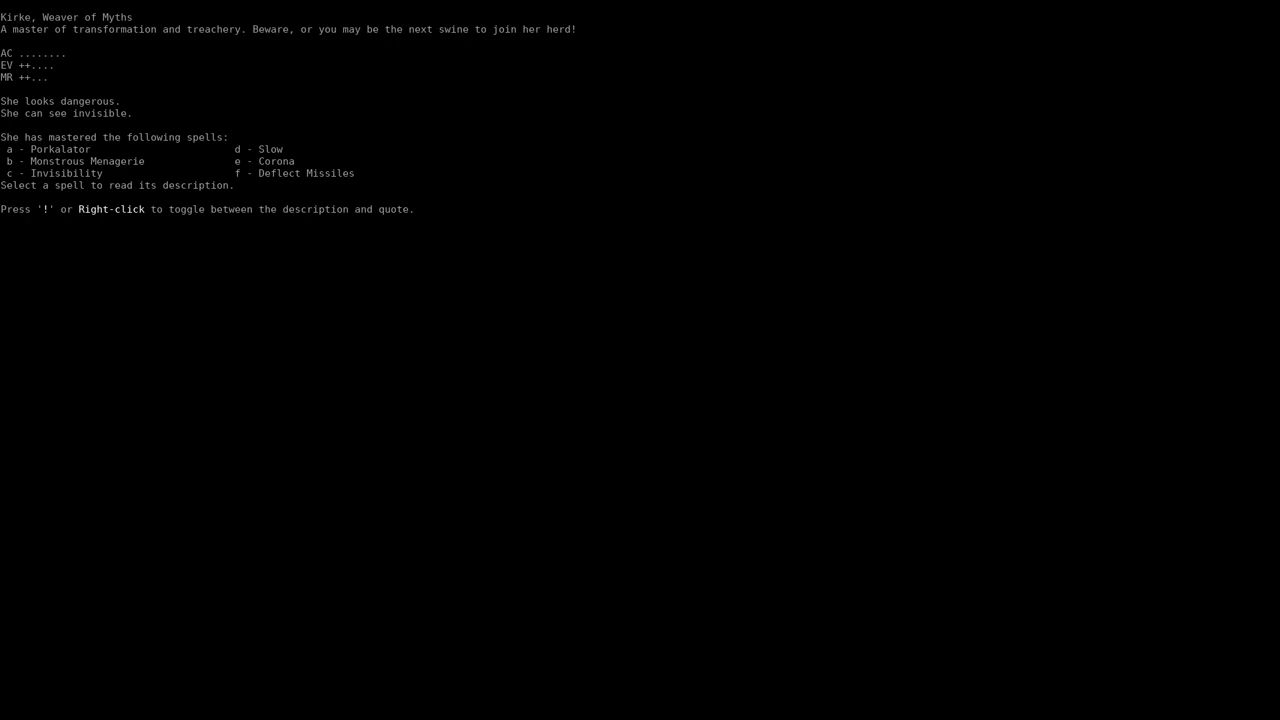 Kirke, Weaver of Myths
A master of transformation and treachery. Beware, or you may be the next swine to join her herd!
AC ........
EV ++....
MR ++...
She looks dangerous.
She can see invisible.
She has mastered the following spells:
a - Porkalator                        d - Slow
b - Monstrous Menagerie               e - Corona
c - Invisibility                      f - Deflect Missiles
Select a spell to read its description.
Press '!' or Right-click to toggle between the description and quote.